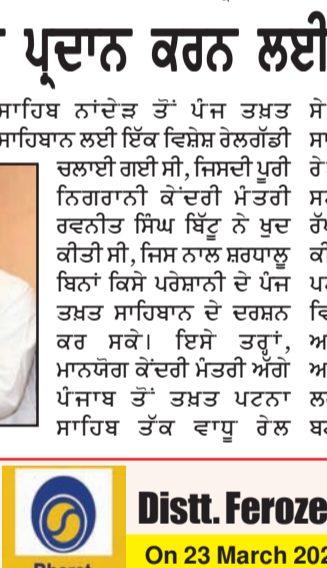 ਪ੍ਰਦਾਨ ਕਰਨ ਲਈ
ਸਾਹਿਬ ਨਾਂਦੇੜ ਤੋਂ ਪੰਜ ਤਖ਼ਤ
ਸਾਹਿਬਾਨ ਲਈ ਇੱਕ ਵਿਸ਼ੇਸ਼ ਰੇਲਗੱਡੀ
ਚਲਾਈ ਗਈ ਸੀ, ਜਿਸਦੀ ਪੂਰੀ
ਨਿਗਰਾਨੀ ਕੇਂਦਰੀ ਮੰਤਰੀ
ਰਵਨੀਤ ਸਿੰਘ ਬਿੱਟੂ ਨੇ ਖੁਦ
ਕੀਤੀ ਸੀ, ਜਿਸ ਨਾਲ ਸ਼ਰਧਾਲੂ
ਬਿਨਾਂ ਕਿਸੇ ਪਰੇਸ਼ਾਨੀ ਦੇ ਪੰਜ
ਤਖ਼ਤ ਸਾਹਿਬਾਨ ਦੇ ਦਰਸ਼ਨ
ਕਰ ਸਕੇ। ਇਸੇ ਤਰ੍ਹਾਂ,
ਮਾਨਯੋਗ ਕੇਂਦਰੀ ਮੰਤਰੀ ਅੱਗੇ
ਪੰਜਾਬ ਤੋਂ ਤਖ਼ਤ ਪਟਨਾ
ਸਾਹਿਬ ਤੱਕ ਵਾਧੂ ਰੇਲ
Distt. Feroze
On 23 March 202